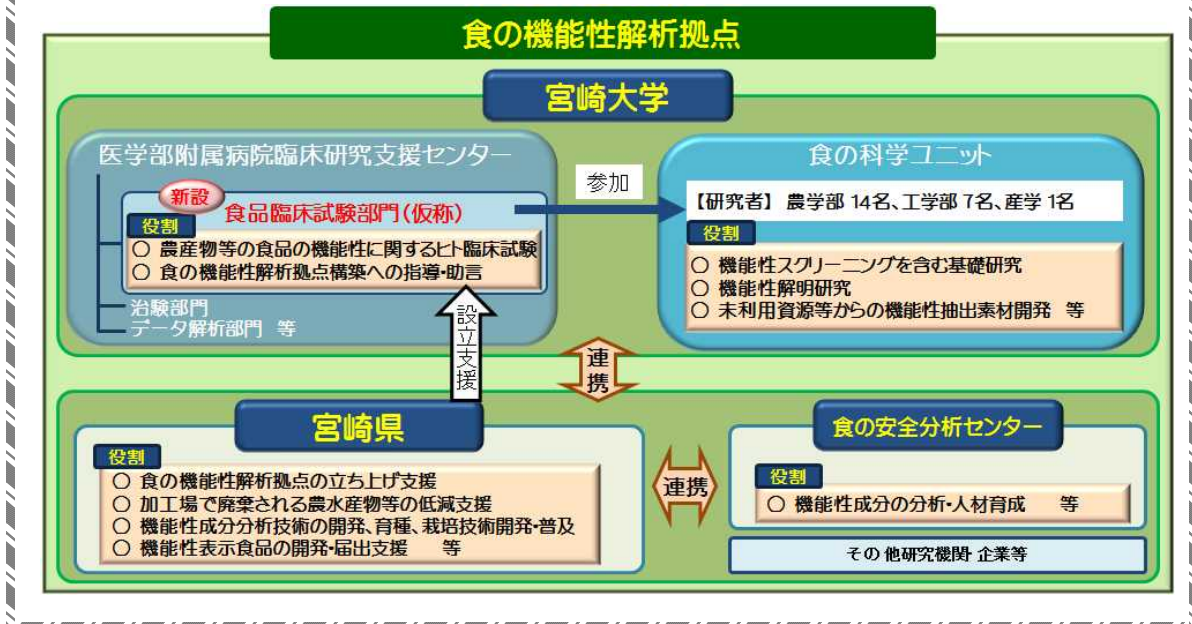 食の機能性解析拠点
宮崎大学
医学部附属病院臨床研究支援センター
新設
食品臨床試験部門(仮称)
役割
○ 農産物等の食品の機能性に関するヒト臨床試験
○ 食の機能性解析拠点構築への指導・助言
治験部門
データ解析部門 等
参加
食の科学ユニット
【研究者】 農学部 14名、工学部 7名、産学 1名
役割
○ 機能性スクリーニングを含む基礎研究
○ 機能性解明研究
○ 未利用資源等からの機能性抽出素材開発 等
設立支援
連携
宮崎県
役割
○ 食の機能性解析拠点の立ち上げ支援
○ 加工場で廃棄される農水産物等の低減支援
○ 機能性成分分析技術の開発、育種、栽培技術開発・普及
○ 機能性表示食品の開発・届出支援 等
連携
食の安全分析センター
役割
○ 機能性成分の分析・人材育成 等
その他研究機関・企業等